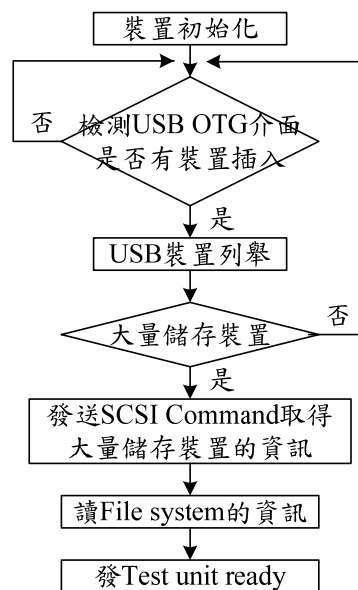 裝置初始化
檢測USB OTG介面
是否有裝置插入
否
是
USB裝置列舉
大量儲存裝置
否
是
發送SCSI Command取得
大量儲存裝置的資訊
讀File system的資訊
發Test unit ready